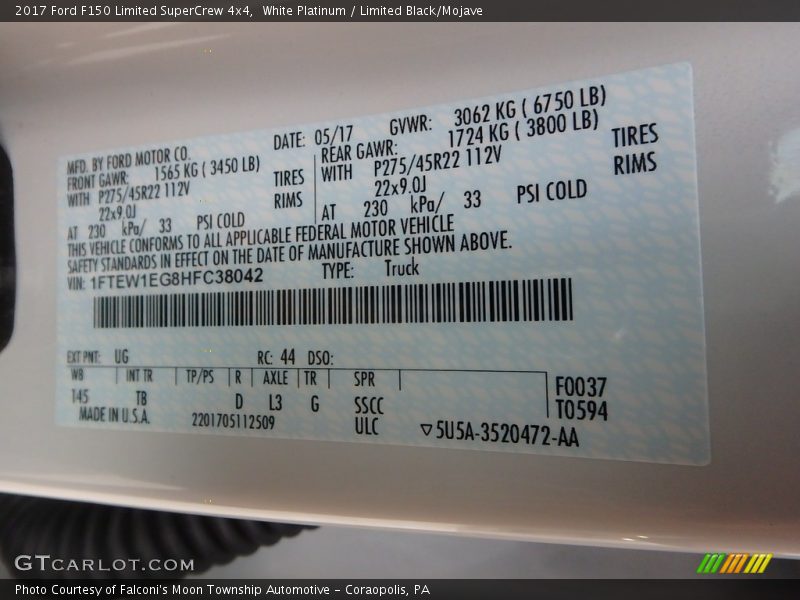 2017 Ford F150 Limited SuperCrew 4x4,  White Platinum / Limited Black/Mojave
MFD. BY FORD MOTOR CO.
DATE: 05/17
GVWR: 3062 KG ( 6750 LB)
FRONT GAWR: 1565 KG ( 3450 LB)
WITH P275/45R22 112V TIRES
22x9.0J RIMS
AT 230 kPa/ 33 PSI COLD
REAR GAWR: 1724 KG ( 3800 LB)
WITH P275/45R22 112V TIRES
22x9.0J RIMS
AT 230 kPa/ 33 PSI COLD
THIS VEHICLE CONFORMS TO ALL APPLICABLE FEDERAL MOTOR VEHICLE
SAFETY STANDARDS IN EFFECT ON THE DATE OF MANUFACTURE SHOWN ABOVE.
VIN: 1FTEW1EG8HFC38042 TYPE: Truck
EXT PNT: UG RC: 44 DSO:
WB INT TR TP/PS R AXLE TR SPR
145 TB D L3 G SSCC
F0037
T0594
MADE IN U.S.A. 2201705112509 ULC ▽5U5A-3520472-AA
GTCARLOT.COM
Photo Courtesy of Falconi's Moon Township Automotive – Coraopolis, PA